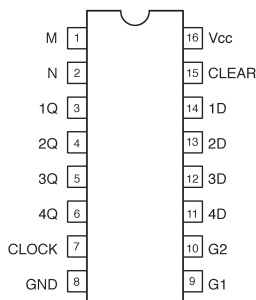 M 1 16 Vcc
N 2 15 CLEAR
1Q 3 14 1D
2Q 4 13 2D
3Q 5 12 3D
4Q 6 11 4D
CLOCK 7 10 G2
GND 8 9 G1